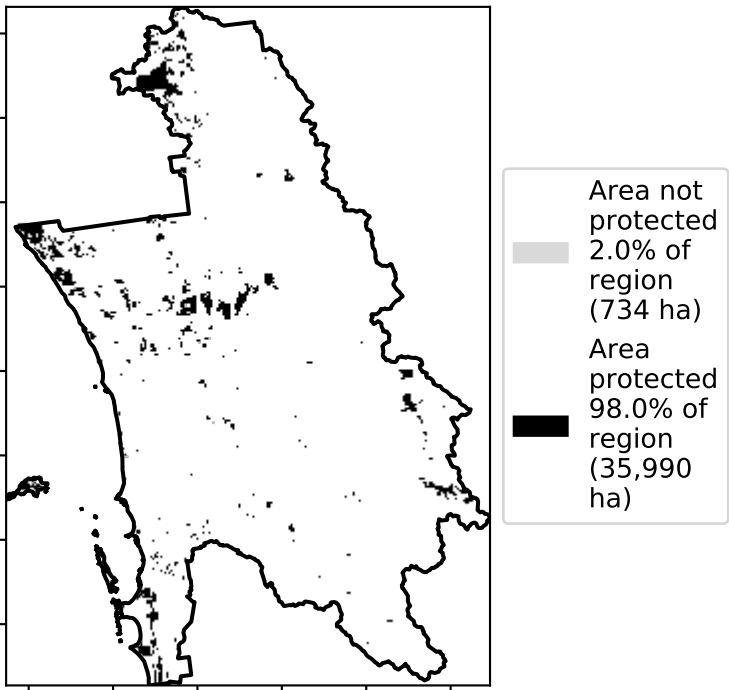 Area not
protected
2.0% of
region
(734 ha)
Area
protected
98.0% of
region
(35,990
ha)